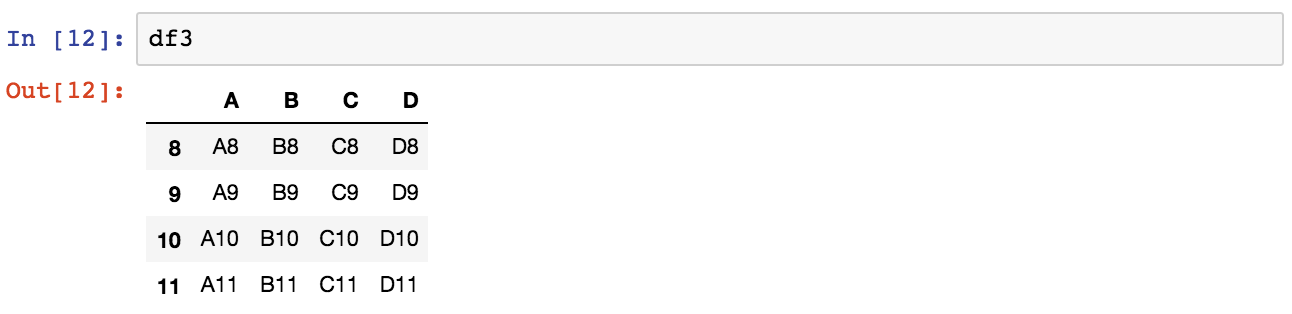 In [12]: df3
Out[12]:
A B C D
8 A8 B8 C8 D8
9 A9 B9 C9 D9
10 A10 B10 C10 D10
11 A11 B11 C11 D11